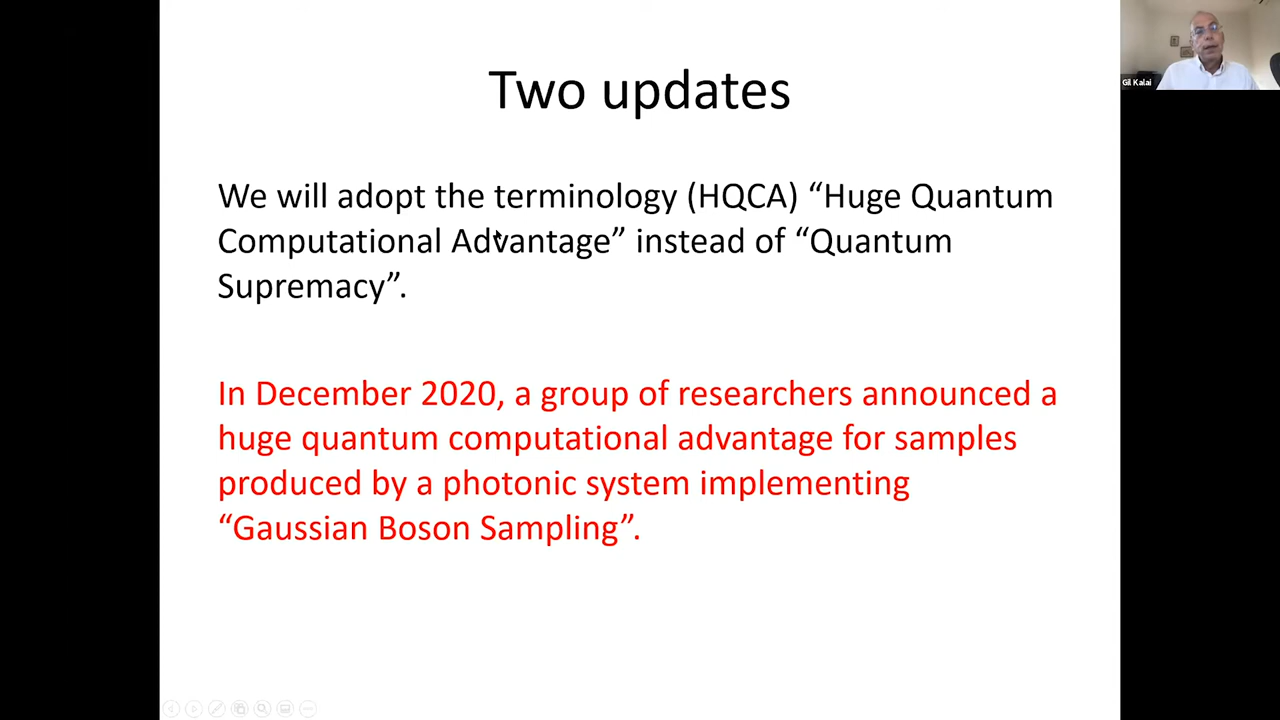 Two updates
We will adopt the terminology (HQCA) “Huge Quantum
Computational Advantage” instead of “Quantum
Supremacy”.
In December 2020, a group of researchers announced a
huge quantum computational advantage for samples
produced by a photonic system implementing
“Gaussian Boson Sampling”.
Gil Kalai